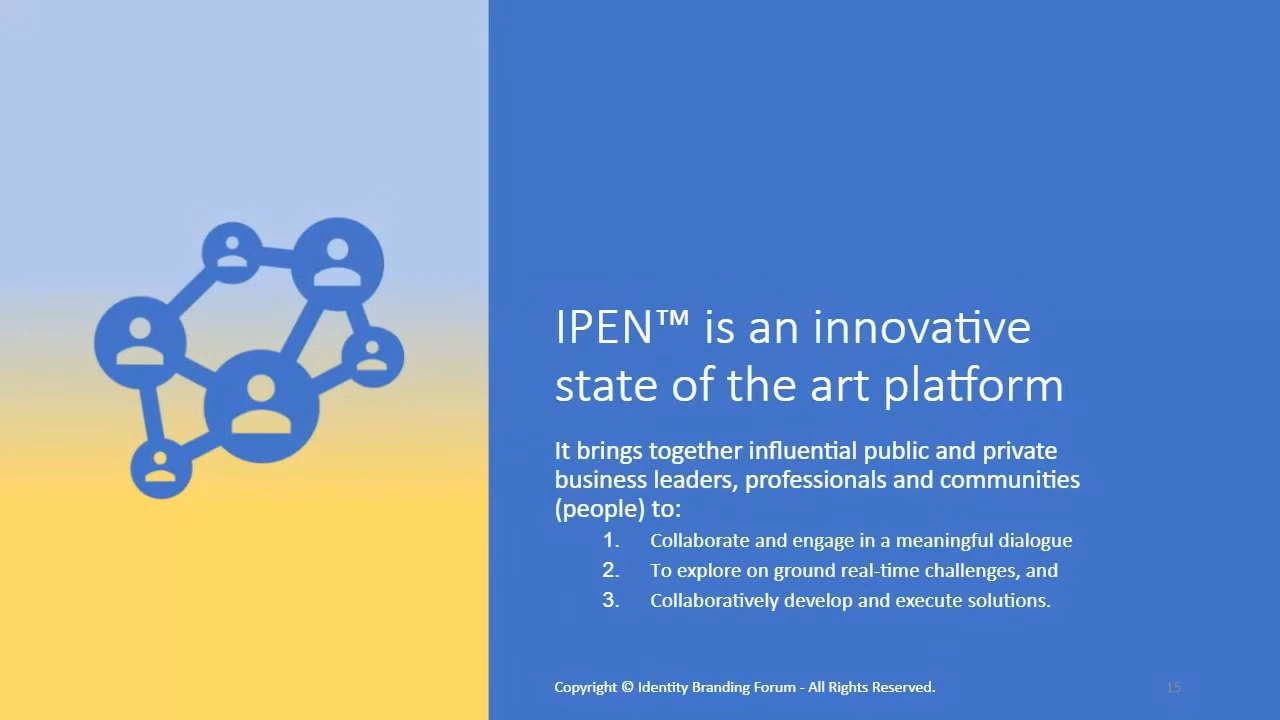 IPEN™ is an innovative
state of the art platform
It brings together influential public and private
business leaders, professionals and communities
(people) to:
1. Collaborate and engage in a meaningful dialogue
2. To explore on ground real-time challenges, and
3. Collaboratively develop and execute solutions.
Copyright © Identity Branding Forum - All Rights Reserved.
15